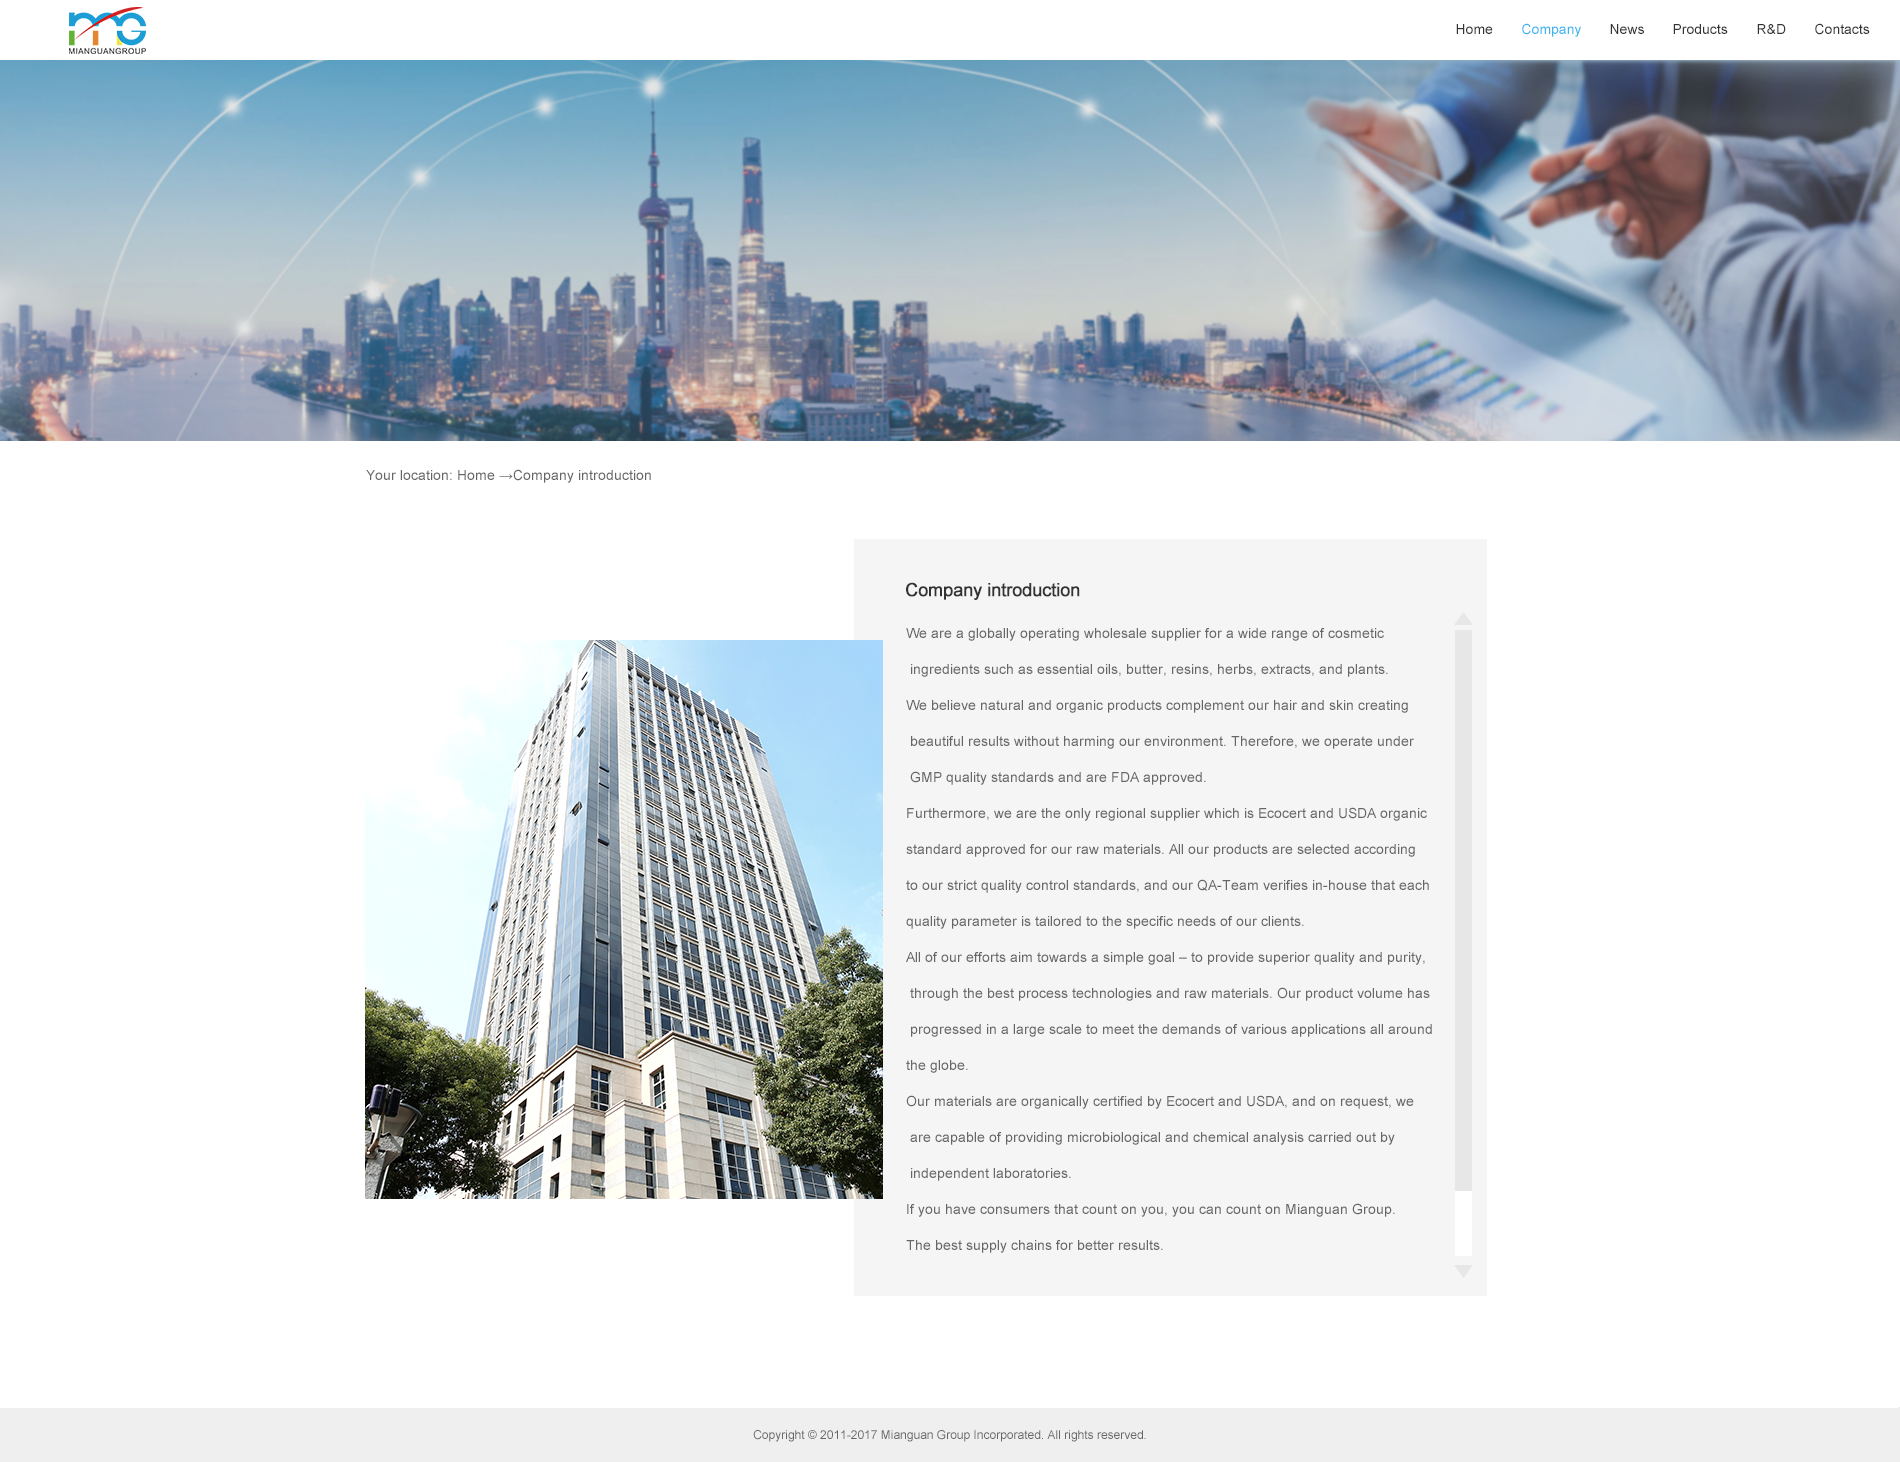 MIANGUANGROUP
Home Company News Products R&D Contacts
Your location: Home →Company introduction
Company introduction
We are a globally operating wholesale supplier for a wide range of cosmetic
ingredients such as essential oils, butter, resins, herbs, extracts, and plants.
We believe natural and organic products complement our hair and skin creating
beautiful results without harming our environment. Therefore, we operate under
GMP quality standards and are FDA approved.
Furthermore, we are the only regional supplier which is Ecocert and USDA organic
standard approved for our raw materials. All our products are selected according
to our strict quality control standards, and our QA-Team verifies in-house that each
quality parameter is tailored to the specific needs of our clients.
All of our efforts aim towards a simple goal – to provide superior quality and purity,
through the best process technologies and raw materials. Our product volume has
progressed in a large scale to meet the demands of various applications all around
the globe.
Our materials are organically certified by Ecocert and USDA, and on request, we
are capable of providing microbiological and chemical analysis carried out by
independent laboratories.
If you have consumers that count on you, you can count on Mianguan Group.
The best supply chains for better results.
Copyright © 2011-2017 Mianguan Group Incorporated. All rights reserved.